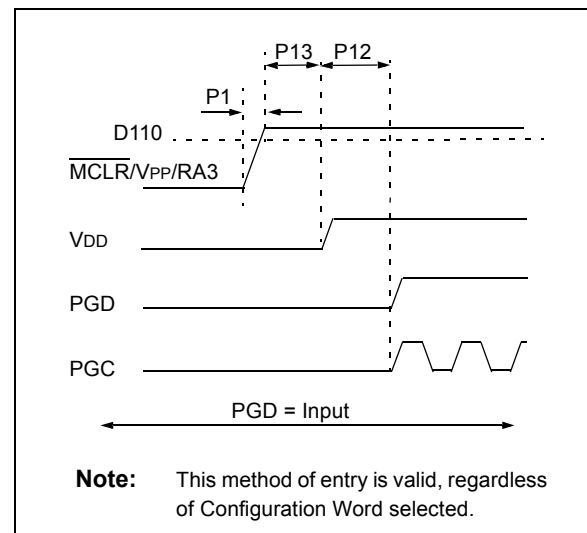 P13 P12
P1
D110
MCLR/VPP/RA3
VDD
PGD
PGC
PGD = Input
Note: This method of entry is valid, regardless
of Configuration Word selected.